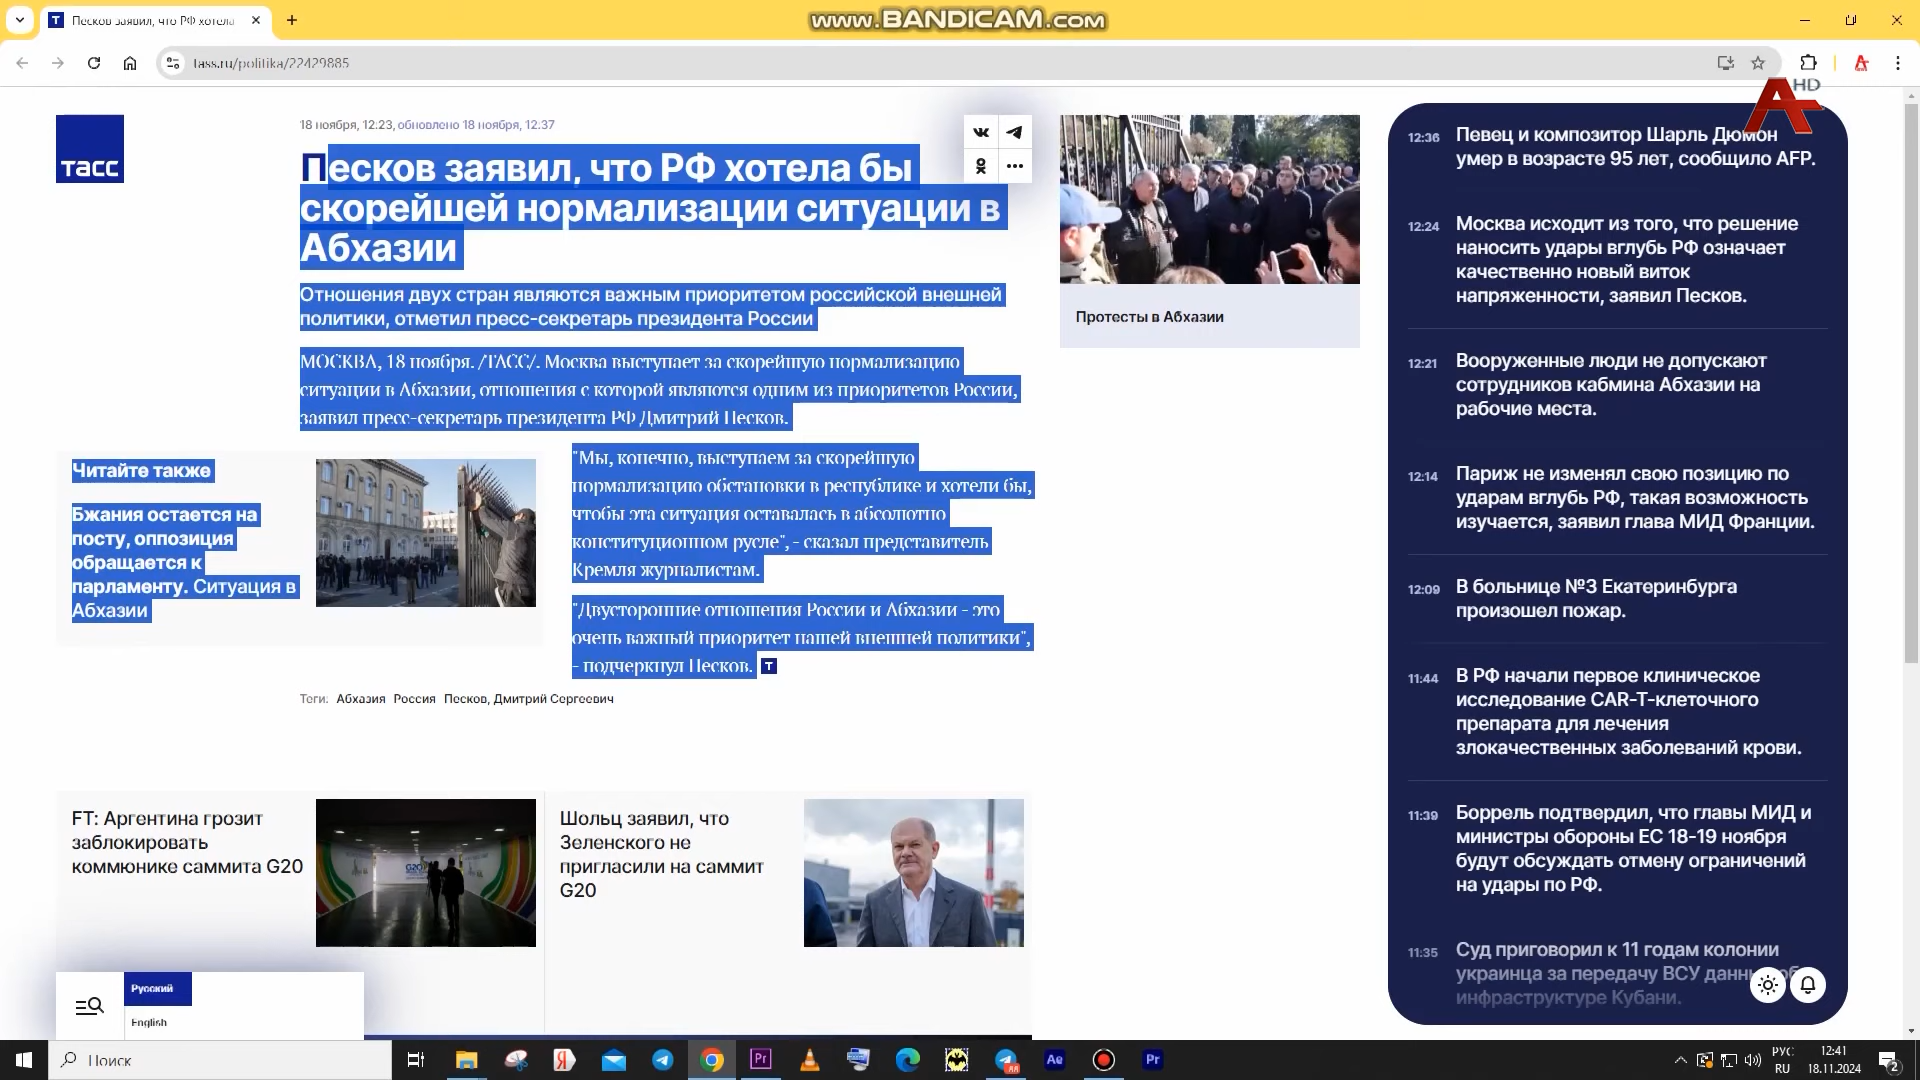 Песков заявил, что РФ хотела
www.BANDICAM.com
tass.ru/politika/22429885
HD
тасс
18 ноября, 12:23, обновлено 18 ноября, 12:37
Песков заявил, что РФ хотела бы
скорейшей нормализации ситуации в
Абхазии
Отношения двух стран являются важным приоритетом российской внешней
политики, отметил пресс-секретарь президента России
МОСКВА, 18 ноября. /ТАСС/. Москва выступает за скорейшую нормализацию
ситуации в Абхазии, отношения с которой являются одним из приоритетов России,
заявил пресс-секретарь президента РФ Дмитрий Песков.
Читайте также
Бжания остается на
посту, оппозиция
обращается к
парламенту. Ситуация в
Абхазии
"Мы, конечно, выступаем за скорейшую
нормализацию обстановки в республике и хотели бы,
чтобы эта ситуация оставалась в абсолютно
конституционном русле", - сказал представитель
Кремля журналистам.
"Двусторонние отношения России и Абхазии - это
очень важный приоритет нашей внешней политики",
- подчеркнул Песков.
Теги: Абхазия Россия Песков, Дмитрий Сергеевич
Протесты в Абхазии
FT: Аргентина грозит
заблокировать
коммюнике саммита G20
Шольц заявил, что
Зеленского не
пригласили на саммит
G20
Русский
English
12:36 Певец и композитор Шарль Дюмон
умер в возрасте 95 лет, сообщило AFP.
12:24 Москва исходит из того, что решение
наносить удары вглубь РФ означает
качественно новый виток
напряженности, заявил Песков.
12:21 Вооруженные люди не допускают
сотрудников кабмина Абхазии на
рабочие места.
12:14 Париж не изменял свою позицию по
ударам вглубь РФ, такая возможность
изучается, заявил глава МИД Франции.
12:09 В больнице №3 Екатеринбурга
произошел пожар.
11:44 В РФ начали первое клиническое
исследование CAR-T-клеточного
препарата для лечения
злокачественных заболеваний крови.
11:39 Боррель подтвердил, что главы МИД и
министры обороны ЕС 18-19 ноября
будут обсуждать отмену ограничений
на удары по РФ.
11:35 Суд приговорил к 11 годам колонии
украинца за передачу ВСУ
инфраструктуре Кубани.
Поиск
Pr
Ae
Pr
РУС
RU
12:41
18.11.2024
2